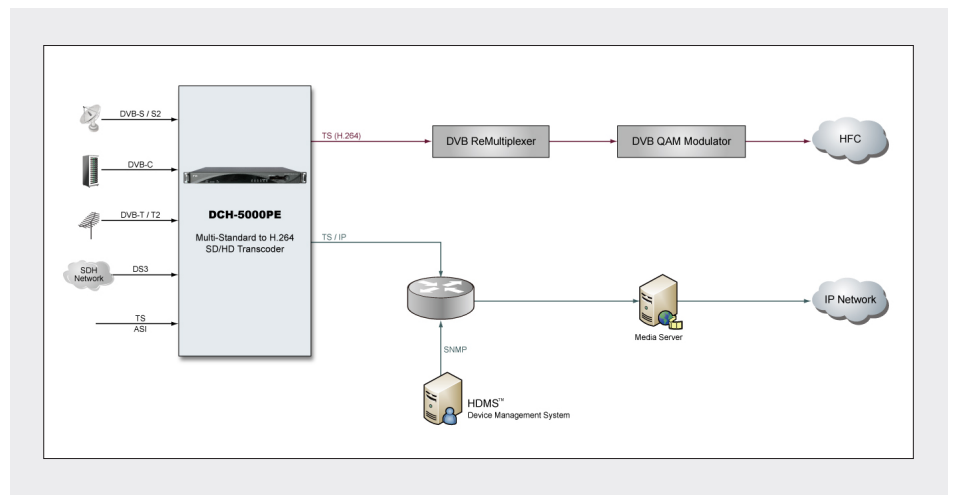 DVB-S / S2
DVB-C
DVB-T / T2
SDH
Network
DS3
TS
ASI
DCH-5000PE
Multi-Standard to H.264
SD/HD Transcoder
TS (H.264)
DVB ReMultiplexer
DVB QAM Modulator
HFC
TS / IP
Media Server
IP Network
SNMP
HDMS™
Device Management System